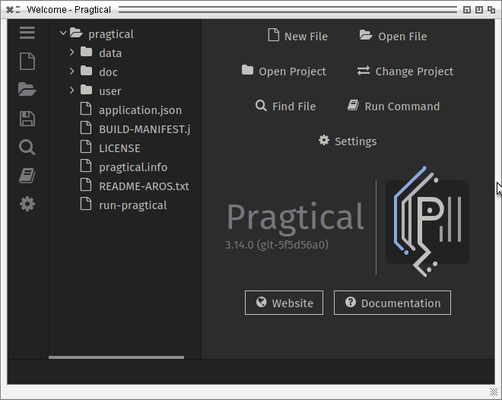 Welcome - Pragtical
pragtical
data
doc
user
application.json
BUILD-MANIFEST.j
LICENSE
pragtical.info
README-AROS.txt
run-pragtical
New File
Open File
Open Project
Change Project
Find File
Run Command
Settings
Pragtical
3.14.0 (git-5f5d56a0)
P
Website
Documentation